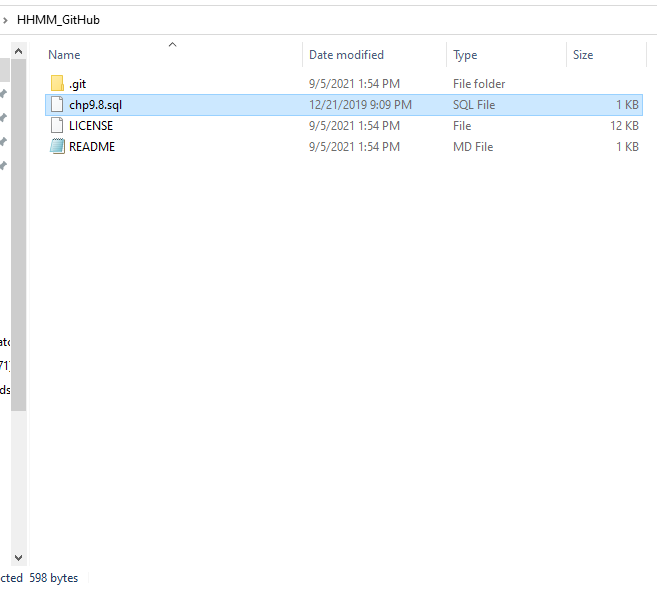 HHMM_GitHub
Name Date modified Type Size
.git 9/5/2021 1:54 PM File folder
chp9.8.sql 12/21/2019 9:09 PM SQL File 1 KB
LICENSE 9/5/2021 1:54 PM File 12 KB
README 9/5/2021 1:54 PM MD File 1 KB
71)
ds
cted 598 bytes